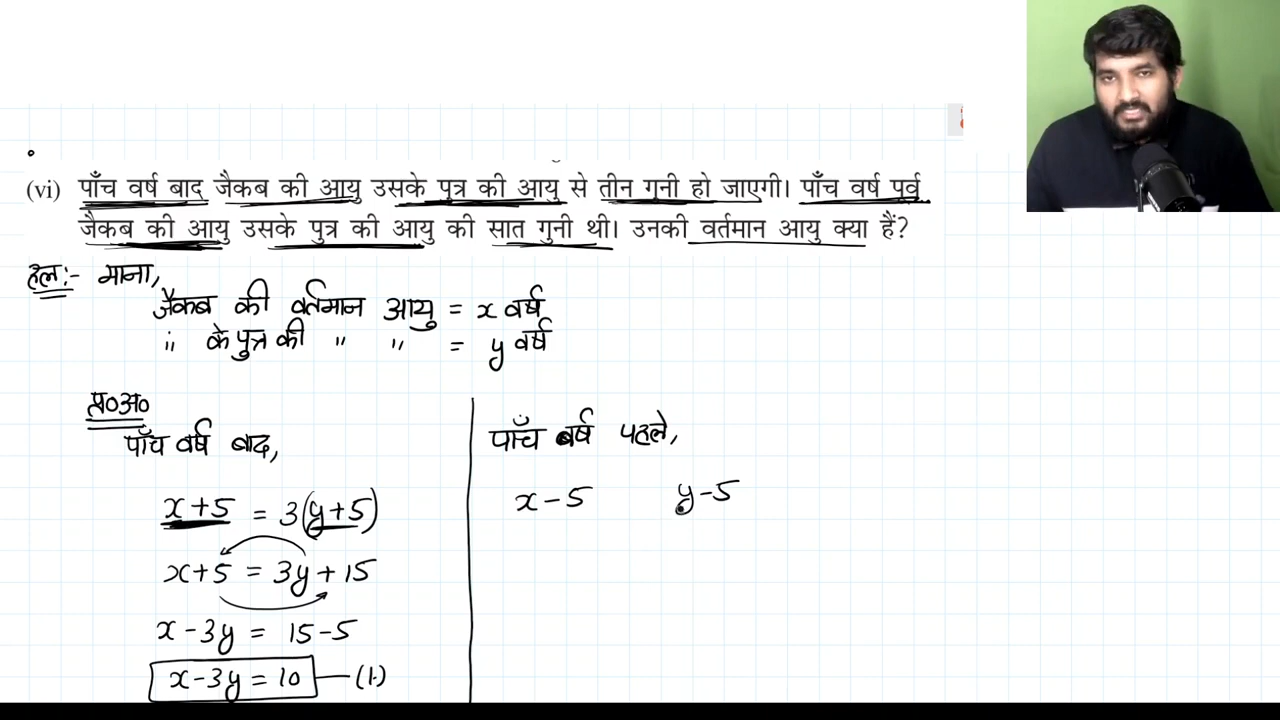 (vi) पाँच वर्ष बाद जैकब की आयु उसके पुत्र की आयु से तीन गुनी हो जाएगी। पाँच वर्ष पूर्व
जैकब की आयु उसके पुत्र की आयु की सात गुनी थी। उनकी वर्तमान आयु क्या हैं?
हल:- माना,
जैकब की वर्तमान आयु = x वर्ष
" के पुत्र की " " = y वर्ष
प्र०अ०
पाँच वर्ष बाद,
x+5 = 3(y+5)
x+5 = 3y+15
x-3y = 15-5
x-3y = 10 —(1)
पाँच वर्ष पहले,
x-5 y-5